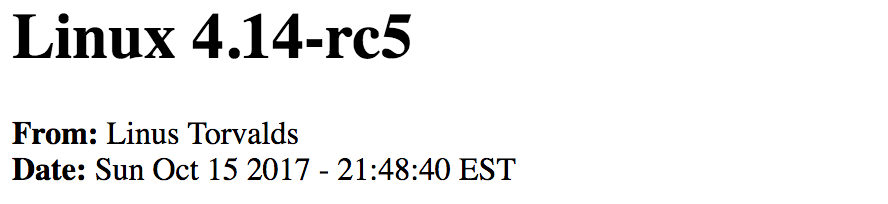 Linux 4.14-rc5
From: Linus Torvalds
Date: Sun Oct 15 2017 - 21:48:40 EST